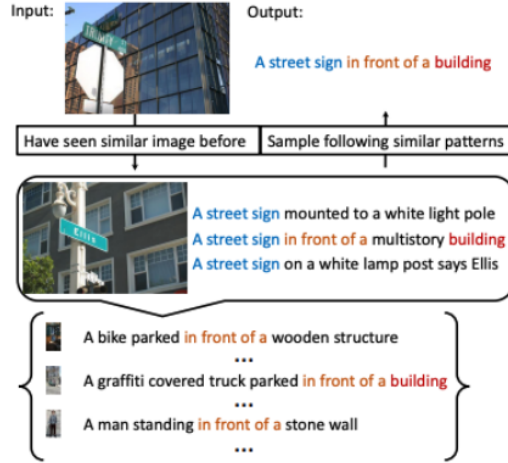 Input:
Output:
TRINITY
A street sign in front of a building
Have seen similar image before
Sample following similar patterns
Ellis
A street sign mounted to a white light pole
A street sign in front of a multistory building
A street sign on a white lamp post says Ellis
A bike parked in front of a wooden structure
...
A graffiti covered truck parked in front of a building
...
A man standing in front of a stone wall
...